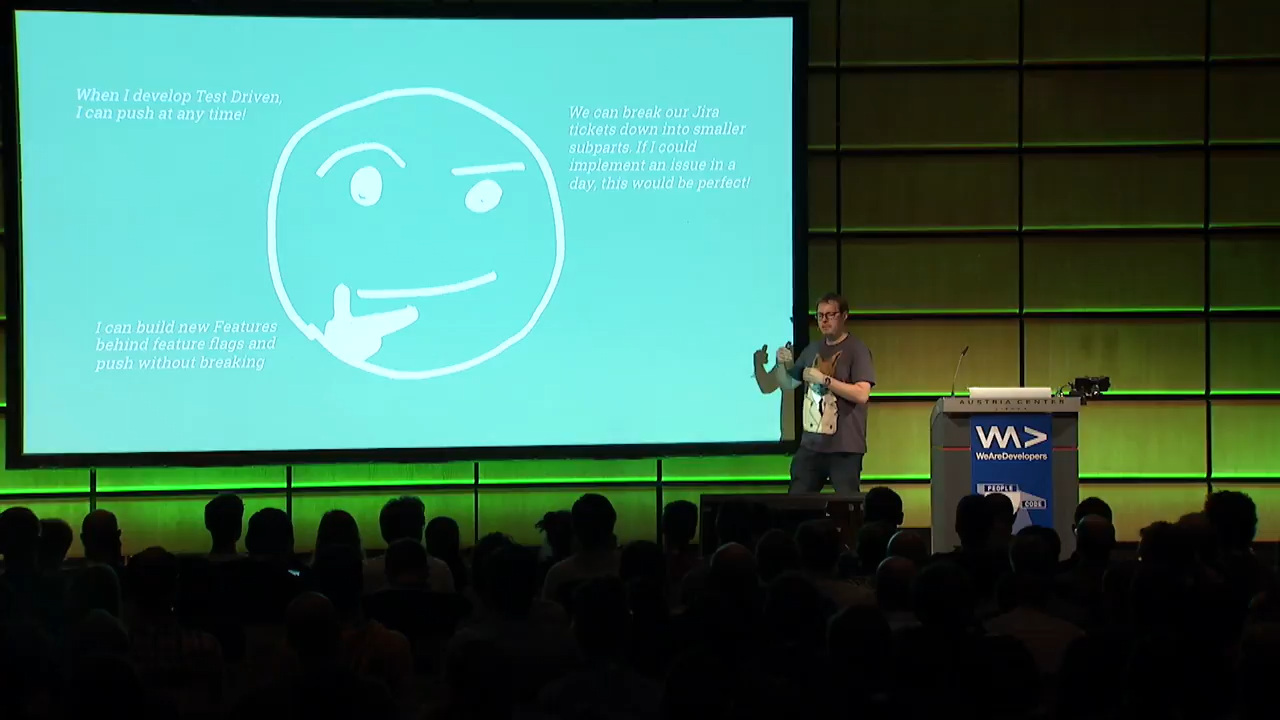 When I develop Test Driven,
I can push at any time!
We can break our Jira
tickets down into smaller
subparts. If I could
implement an issue in a
day, this would be perfect!
I can build new Features
behind feature flags and
push without breaking
AUSTRIA CENTER
WeAreDevelopers
PEOPLE
CODE